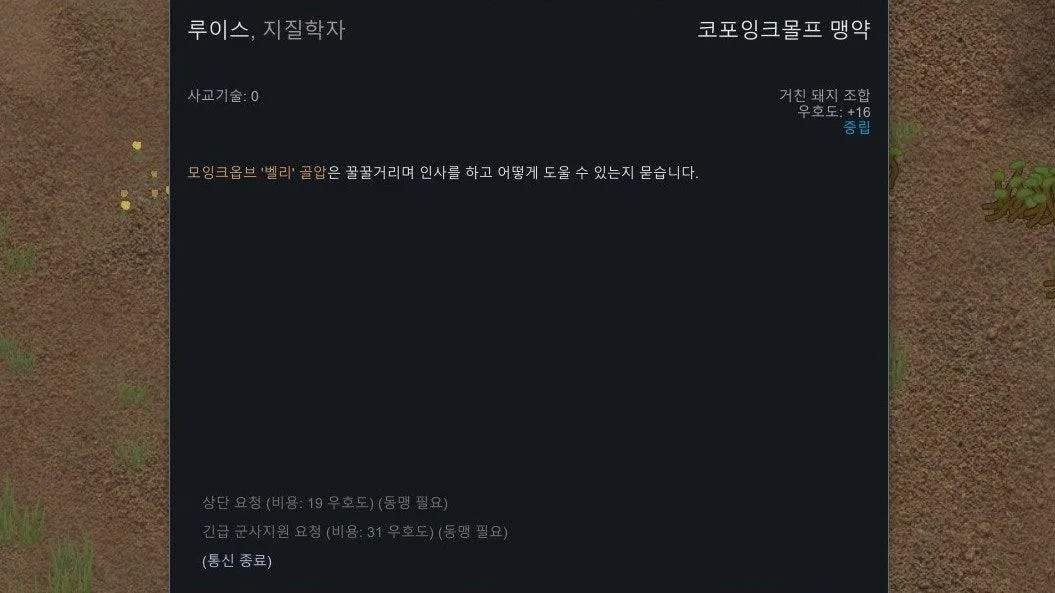 루이스, 지질학자
코포잉크몰프 맹약
사교기술: 0
거친 돼지 조합
우호도: +16
중립
모잉크옵브 '벨리' 골압은 꿀꿀거리며 인사를 하고 어떻게 도울 수 있는지 묻습니다.
상단 요청 (비용: 19 우호도) (동맹 필요)
긴급 군사지원 요청 (비용: 31 우호도) (동맹 필요)
(통신 종료)